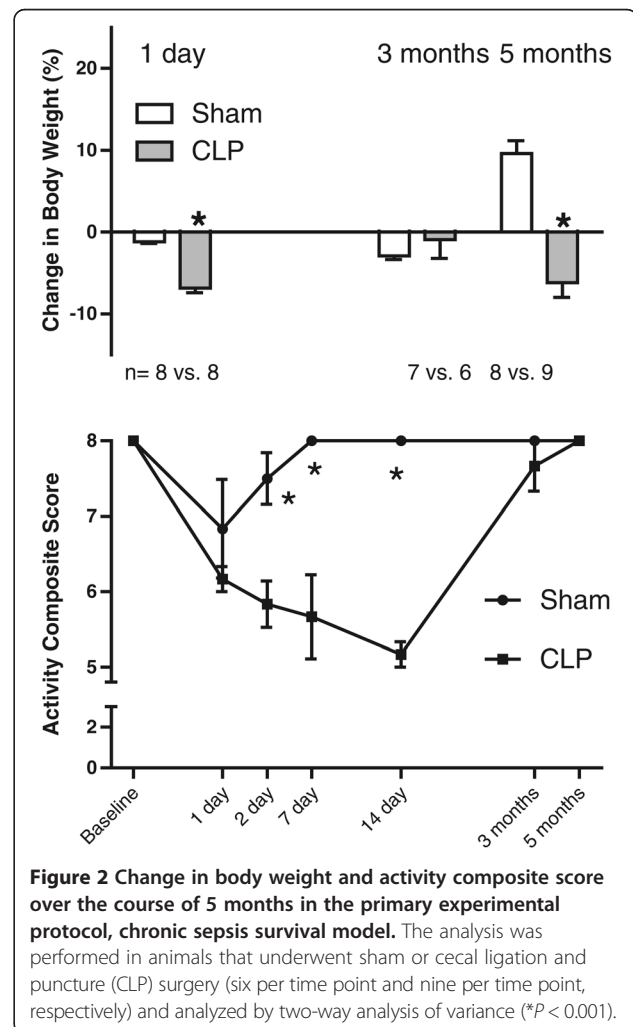 1 day 3 months 5 months
Change in Body Weight (%)
20
10
0
-10
Sham
CLP
*
*
n= 8 vs. 8 7 vs. 6 8 vs. 9
Activity Composite Score
8
7
6
5
2
0
*
*
*
Sham
CLP
Baseline
1 day
2 day
7 day
14 day
3 months
5 months
Figure 2 Change in body weight and activity composite score
over the course of 5 months in the primary experimental
protocol, chronic sepsis survival model. The analysis was
performed in animals that underwent sham or cecal ligation and
puncture (CLP) surgery (six per time point and nine per time point,
respectively) and analyzed by two-way analysis of variance (*P < 0.001).